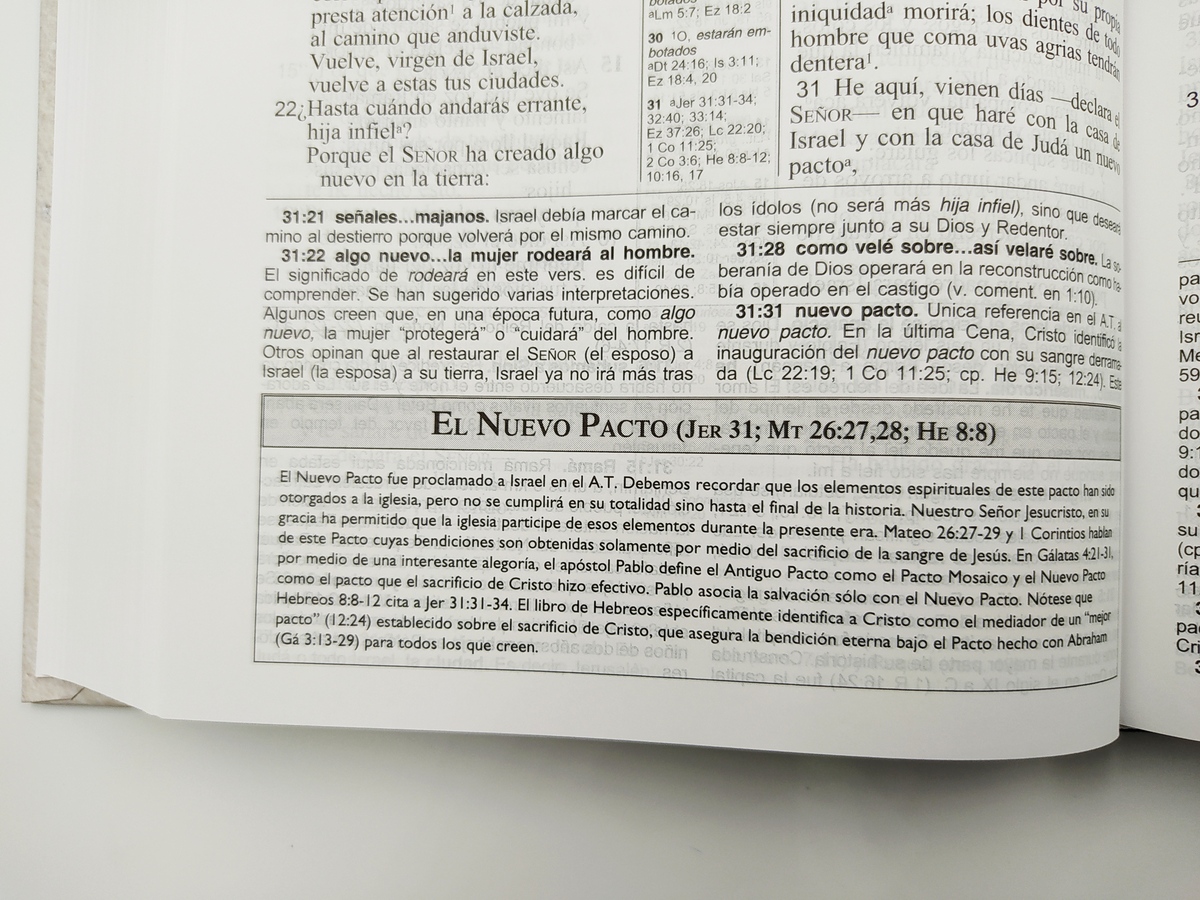 presta atención¹ a la calzada,
al camino que anduviste.
Vuelve, virgen de Israel,
vuelve a estas tus ciudades.
22¿Hasta cuándo andarás errante,
hija infielª?
Porque el SEÑOR ha creado algo
nuevo en la tierra:
botados
ªLm 5:7; Ez 18:2
30 ¹O, estarán em-
botados
ªDt 24:16; Is 3:11;
Ez 18:4, 20
31 ªJer 31:31-34;
32:40; 33:14;
Ez 37:26; Lc 22:20;
1 Co 11:25;
2 Co 3:6; He 8:8-12;
10:16, 17
por su propia
iniquidadª morirá; los dientes de todo
hombre que coma uvas agrias tendrán
dentera¹.
31 He aquí, vienen días —declara el
SEÑOR— en que haré con la casa de
Israel y con la casa de Judá un nuevo
pactoª,
31:21 señales...majanos. Israel debía marcar el ca-
mino al destierro porque volverá por el mismo camino.
31:22 algo nuevo...la mujer rodeará al hombre.
El significado de rodeará en este vers. es difícil de
comprender. Se han sugerido varias interpretaciones.
Algunos creen que, en una época futura, como algo
nuevo, la mujer “protegerá” o “cuidará” del hombre.
Otros opinan que al restaurar el SEÑOR (el esposo) a
Israel (la esposa) a su tierra, Israel ya no irá más tras
los ídolos (no será más hija infiel), sino que deseará
estar siempre junto a su Dios y Redentor.
31:28 como velé sobre...así velaré sobre. La so-
beranía de Dios operará en la reconstrucción como ha-
bía operado en el castigo (v. coment. en 1:10).
31:31 nuevo pacto. Unica referencia en el A.T. al
nuevo pacto. En la última Cena, Cristo identificó la
inauguración del nuevo pacto con su sangre derrama-
da (Lc 22:19; 1 Co 11:25; cp. He 9:15; 12:24). Este
EL NUEVO PACTO (JER 31; MT 26:27,28; HE 8:8)
El Nuevo Pacto fue proclamado a Israel en el A.T. Debemos recordar que los elementos espirituales de este pacto han sido
otorgados a la iglesia, pero no se cumplirá en su totalidad sino hasta el final de la historia. Nuestro Señor Jesucristo, en su
gracia ha permitido que la iglesia participe de esos elementos durante la presente era. Mateo 26:27-29 y 1 Corintios hablan
de este Pacto cuyas bendiciones son obtenidas solamente por medio del sacrificio de la sangre de Jesús. En Gálatas 4:21-31,
por medio de una interesante alegoría, el apóstol Pablo define el Antiguo Pacto como el Pacto Mosaico y el Nuevo Pacto
como el pacto que el sacrificio de Cristo hizo efectivo. Pablo asocia la salvación sólo con el Nuevo Pacto. Nótese que
Hebreos 8:8-12 cita a Jer 31:31-34. El libro de Hebreos específicamente identifica a Cristo como el mediador de un “mejor
pacto” (12:24) establecido sobre el sacrificio de Cristo, que asegura la bendición eterna bajo el Pacto hecho con Abraham
(Gá 3:13-29) para todos los que creen.